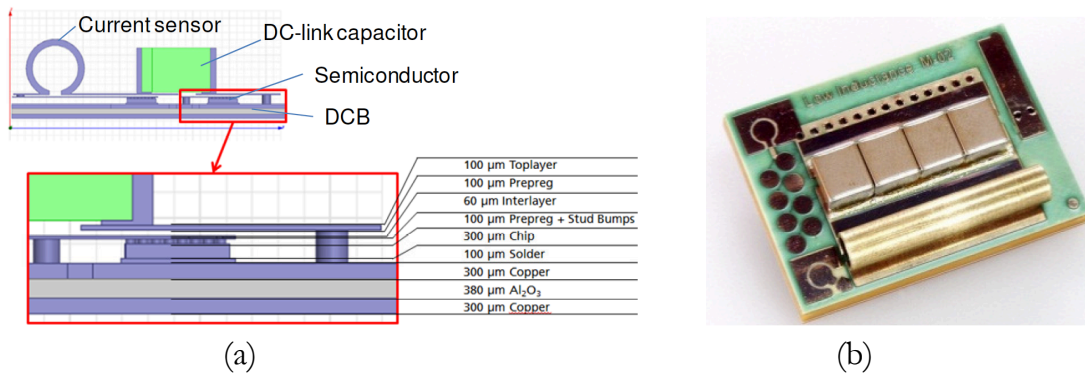 Current sensor
DC-link capacitor
Semiconductor
DCB
100 µm Toplayer
100 µm Prepreg
60 µm Interlayer
100 µm Prepreg + Stud Bumps
300 µm Chip
100 µm Solder
300 µm Copper
380 µm Al₂O₃
300 µm Copper
Low Inductance M-02
(a)
(b)